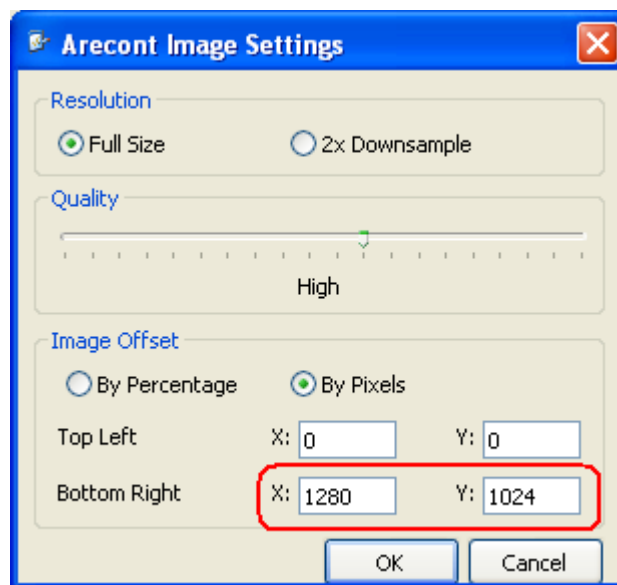 Arecont Image Settings
Resolution
Full Size 2x Downsample
Quality
High
Image Offset
By Percentage By Pixels
Top Left X: 0 Y: 0
Bottom Right X: 1280 Y: 1024
OK Cancel